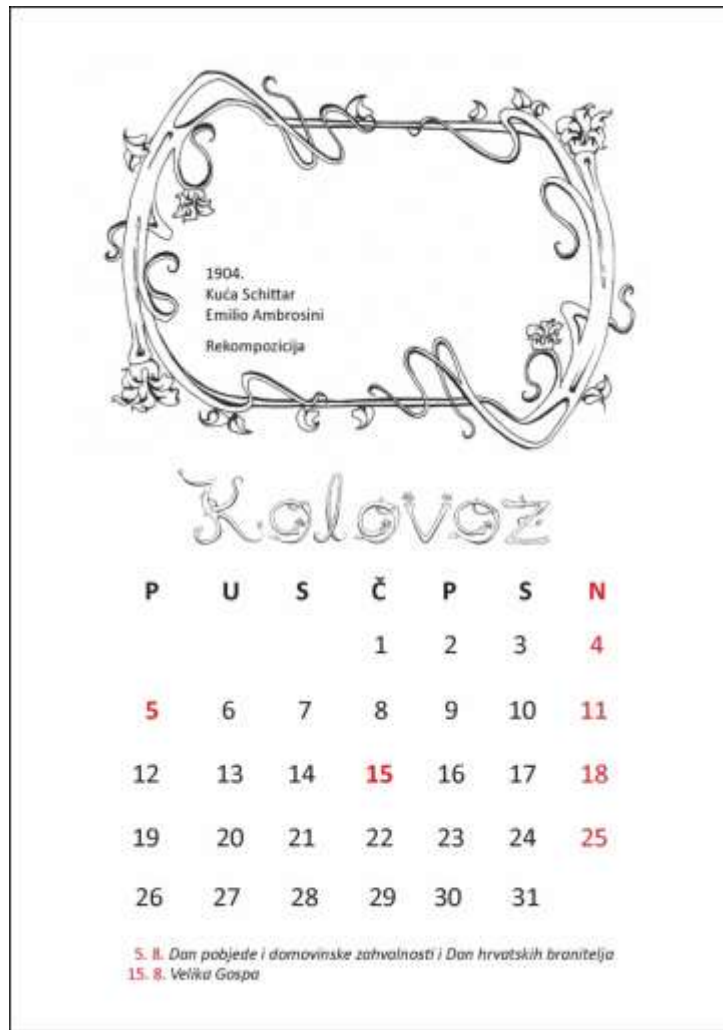 1904.
Kuća Schittar
Emilio Ambrosini
Rekompozicija
Kolovoz
P U S Č P S N
1 2 3 4
5 6 7 8 9 10 11
12 13 14 15 16 17 18
19 20 21 22 23 24 25
26 27 28 29 30 31
5. 8. Dan pobjede i domovinske zahvalnosti i Dan hrvatskih branitelja
15. 8. Velika Gospa